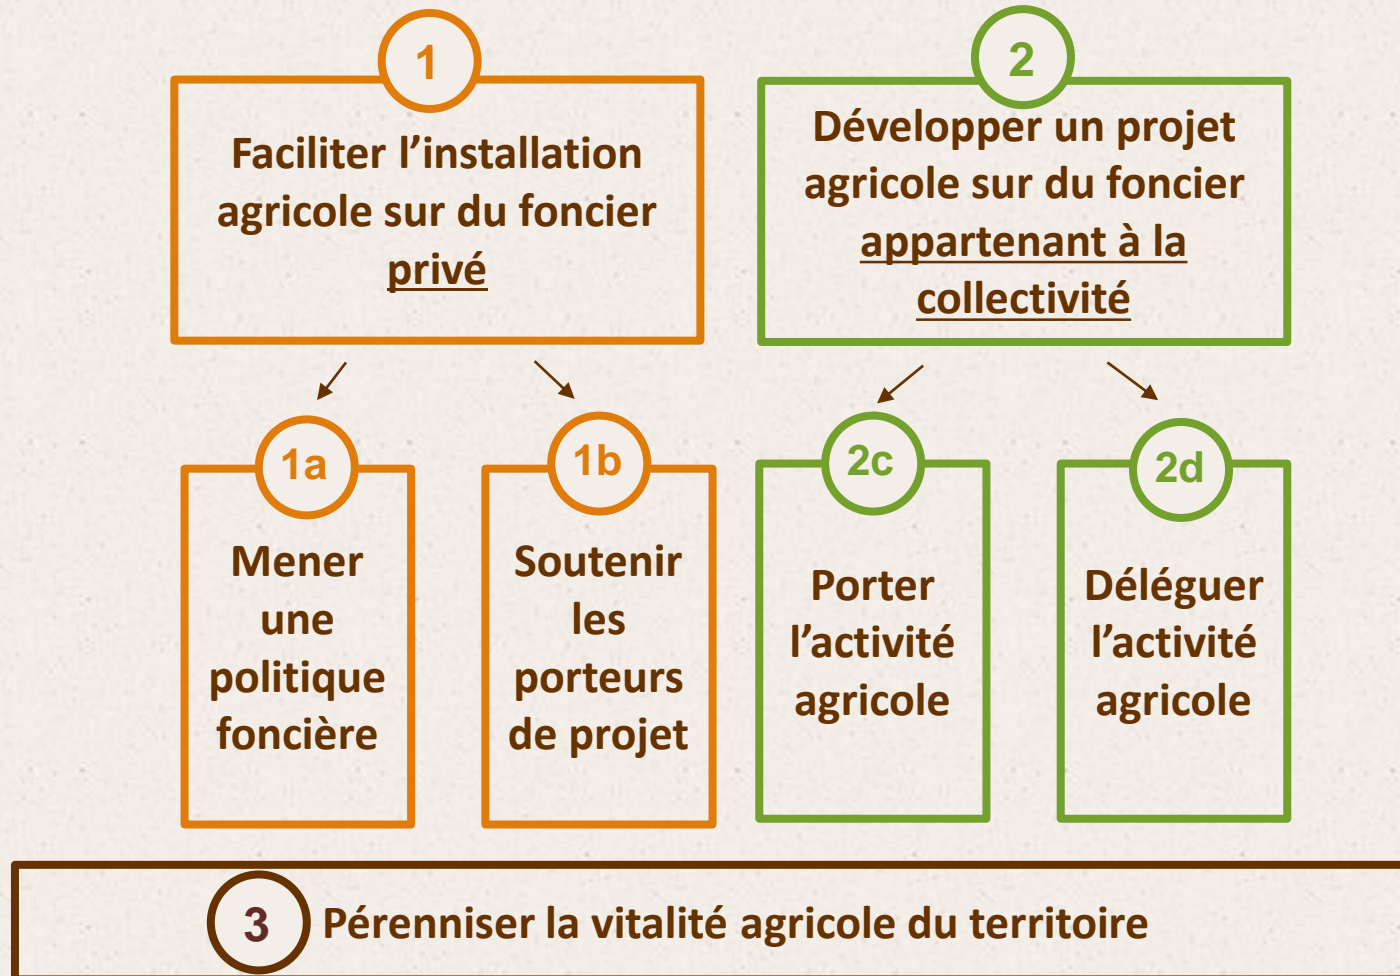 1
Faciliter l’installation
agricole sur du foncier
privé
2
Développer un projet
agricole sur du foncier
appartenant à la
collectivité
1a
Mener
une
politique
foncière
1b
Soutenir
les
porteurs
de projet
2c
Porter
l’activité
agricole
2d
Déléguer
l’activité
agricole
3 Pérenniser la vitalité agricole du territoire